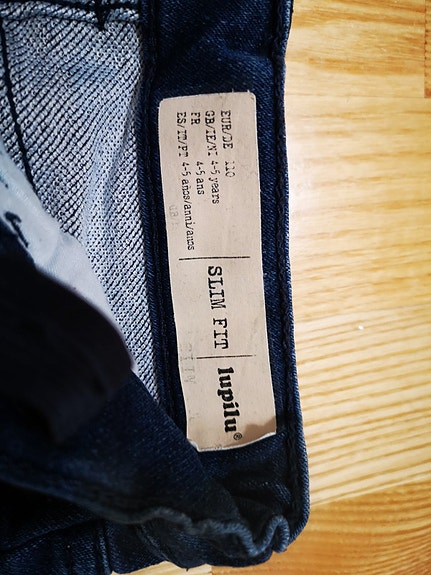 EUR/DE 110
GB/IE/NI 4-5 years
FR 4-5 ans
ES/IT/PT 4-5 años/anni/anos
SLIM FIT
lupilu®